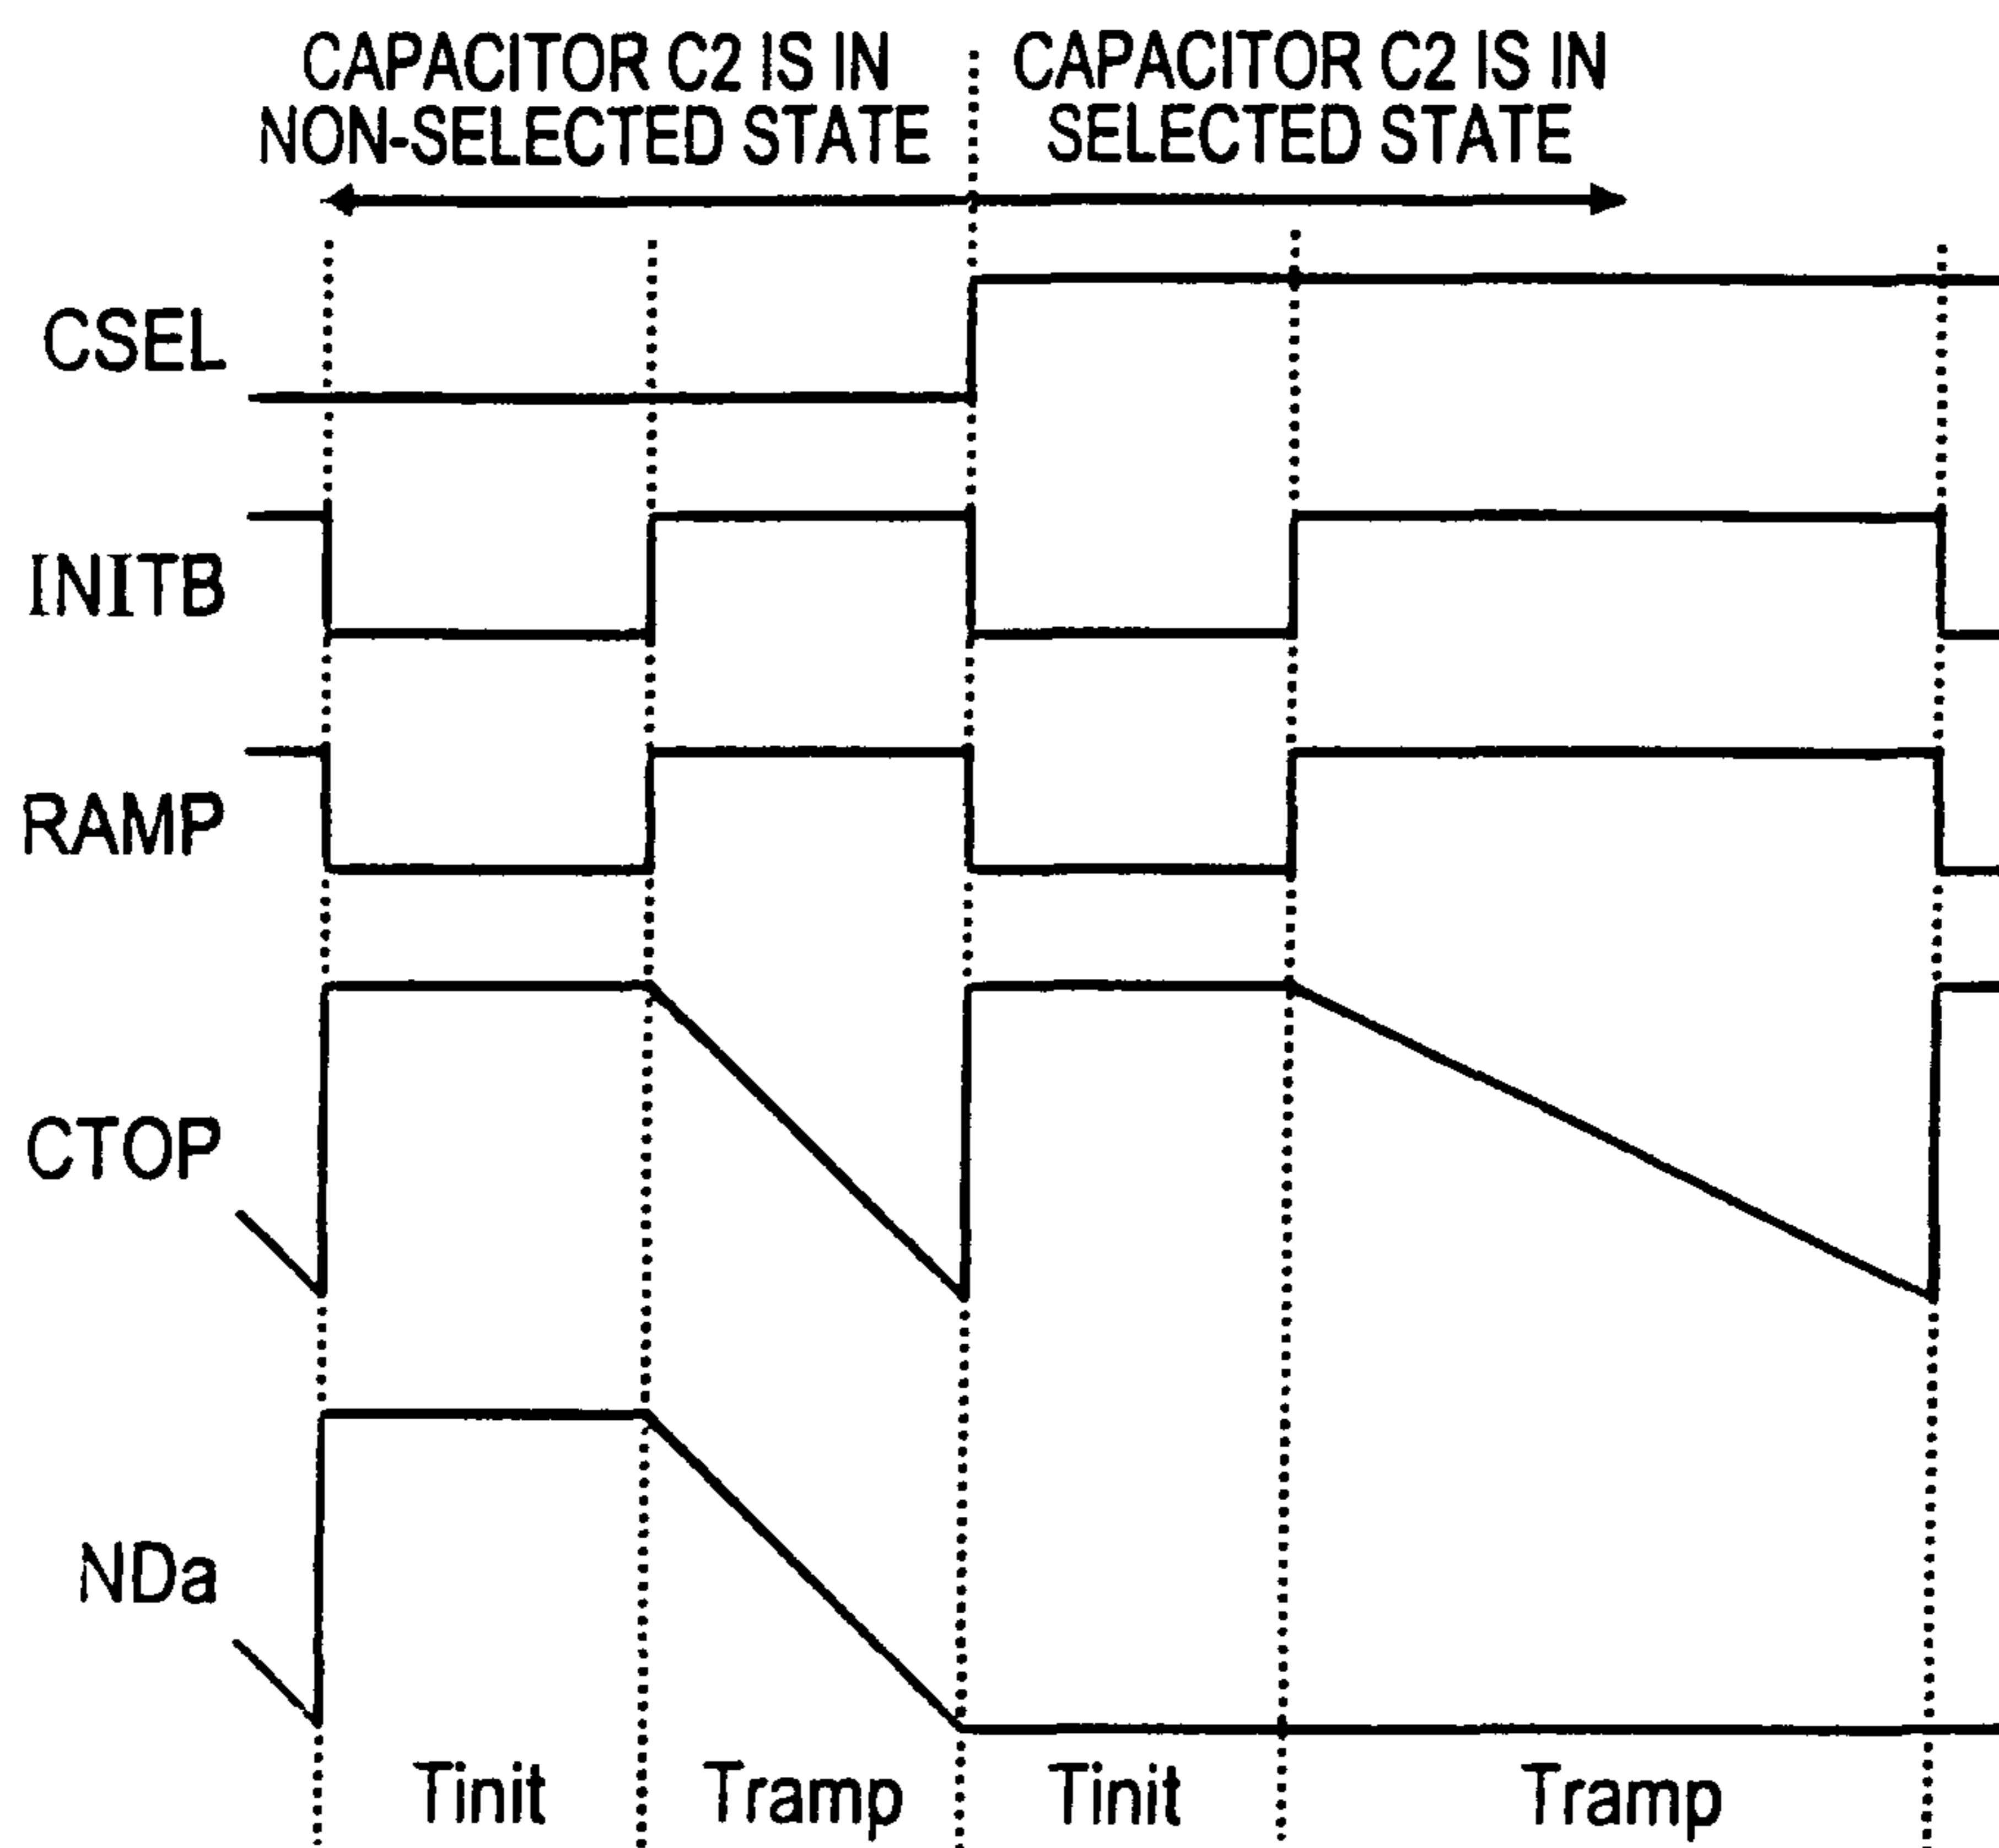 CAPACITOR C2 IS IN
NON-SELECTED STATE
CAPACITOR C2 IS IN
SELECTED STATE
CSEL
INITB
RAMP
CTOP
NDa
Tinit
Tramp
Tinit
Tramp